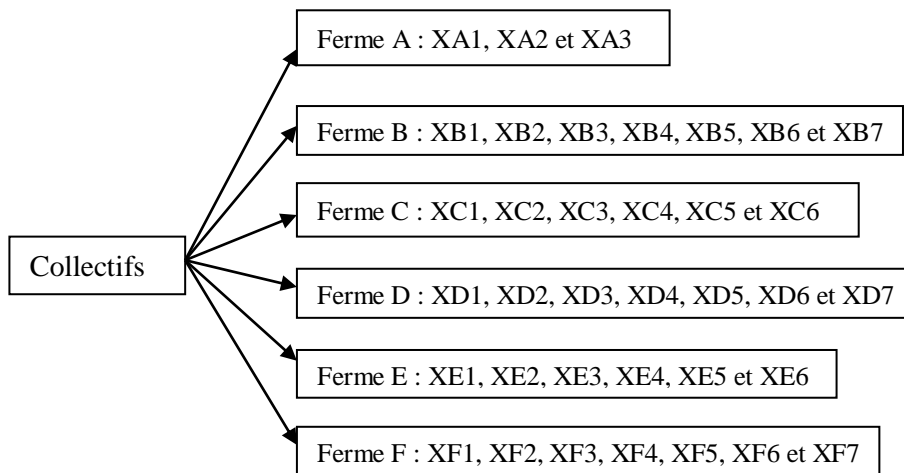 Ferme A : XA1, XA2 et XA3
Ferme B : XB1, XB2, XB3, XB4, XB5, XB6 et XB7
Ferme C : XC1, XC2, XC3, XC4, XC5 et XC6
Collectifs
Ferme D : XD1, XD2, XD3, XD4, XD5, XD6 et XD7
Ferme E : XE1, XE2, XE3, XE4, XE5 et XE6
Ferme F : XF1, XF2, XF3, XF4, XF5, XF6 et XF7